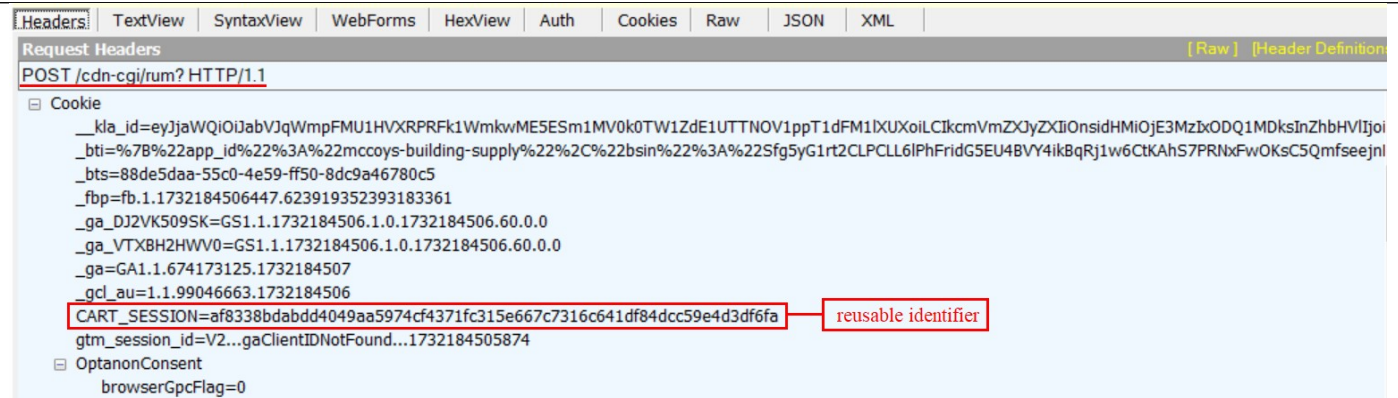 Headers TextView SyntaxView WebForms HexView Auth Cookies Raw JSON XML
Request Headers [ Raw ] [Header Definitions
POST /cdn-cgi/rum? HTTP/1.1
Cookie
__kla_id=eyJjaWQiOiJabVJqWmpFMU1HVXRPRFk1WmkwME5ESm1MV0k0TW1ZdE1UTTNOV1ppT1dFM1lXUXoiLCIkcmVmZXJyZXIiOnsidHMiOjE3MzIxODQ1MDksInZhbHVlIjoi
_bti=%7B%22app_id%22%3A%22mccoys-building-supply%22%2C%22bsin%22%3A%22Sfg5yG1rt2CLPCLL6lPhFridG5EU4BVY4ikBqRj1w6CtKAhS7PRNxFwOKsC5QmfseejnI
_bts=88de5daa-55c0-4e59-ff50-8dc9a46780c5
_fbp=fb.1.1732184506447.623919352393183361
_ga_DJ2VK509SK=GS1.1.1732184506.1.0.1732184506.60.0.0
_ga_VTXBH2HWV0=GS1.1.1732184506.1.0.1732184506.60.0.0
_ga=GA1.1.674173125.1732184507
_gcl_au=1.1.99046663.1732184506
CART_SESSION=af8338bdabdd4049aa5974cf4371fc315e667c7316c641df84dcc59e4d3df6fa reusable identifier
gtm_session_id=V2...gaClientIDNotFound...1732184505874
OptanonConsent
browserGpcFlag=0